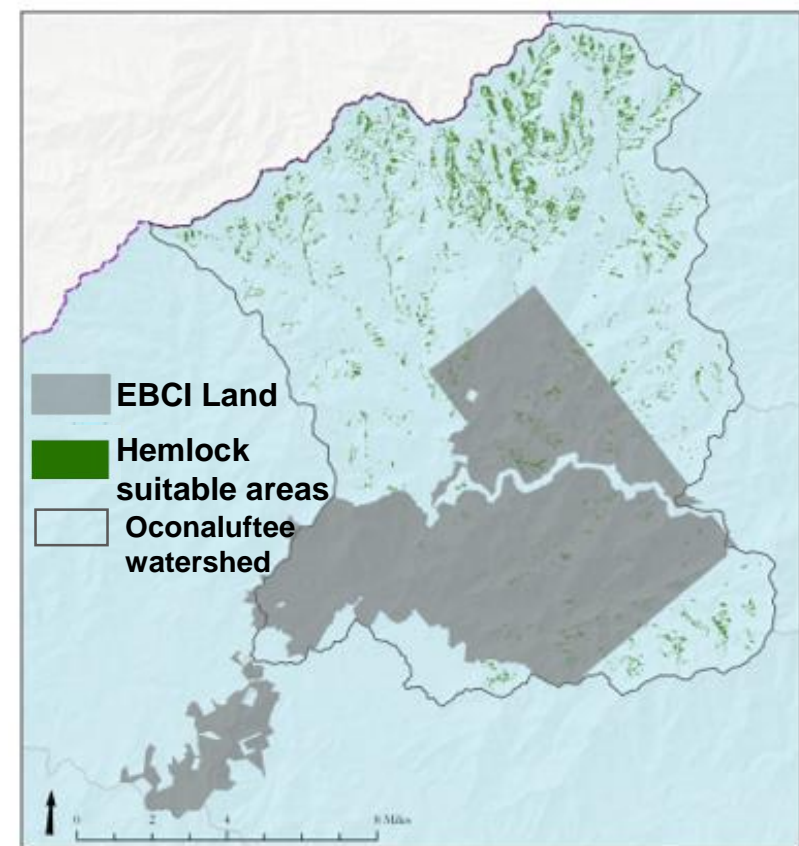 EBCI Land
Hemlock
suitable areas
Oconaluftee
watershed
0 2 4 8 Miles